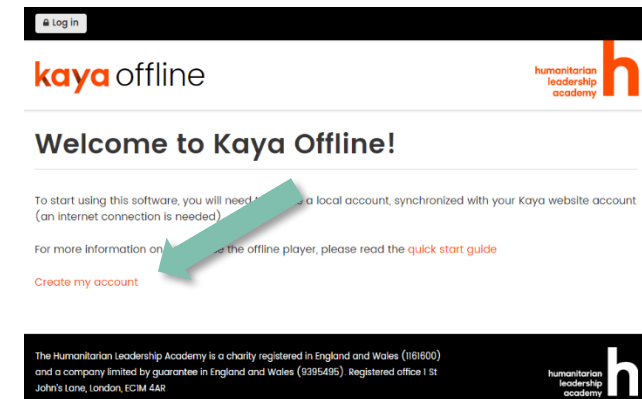 Log in
kaya offline
humanitarian
leadership
academy
h
Welcome to Kaya Offline!
To start using this software, you will need a local account, synchronized with your Kaya website account
(an internet connection is needed)
For more information on the offline player, please read the quick start guide
Create my account
The Humanitarian Leadership Academy is a charity registered in England and Wales (1161600)
and a company limited by guarantee in England and Wales (9395495). Registered office 1 St
John's Lane, London, EC1M 4AR
humanitarian
leadership
academy
h